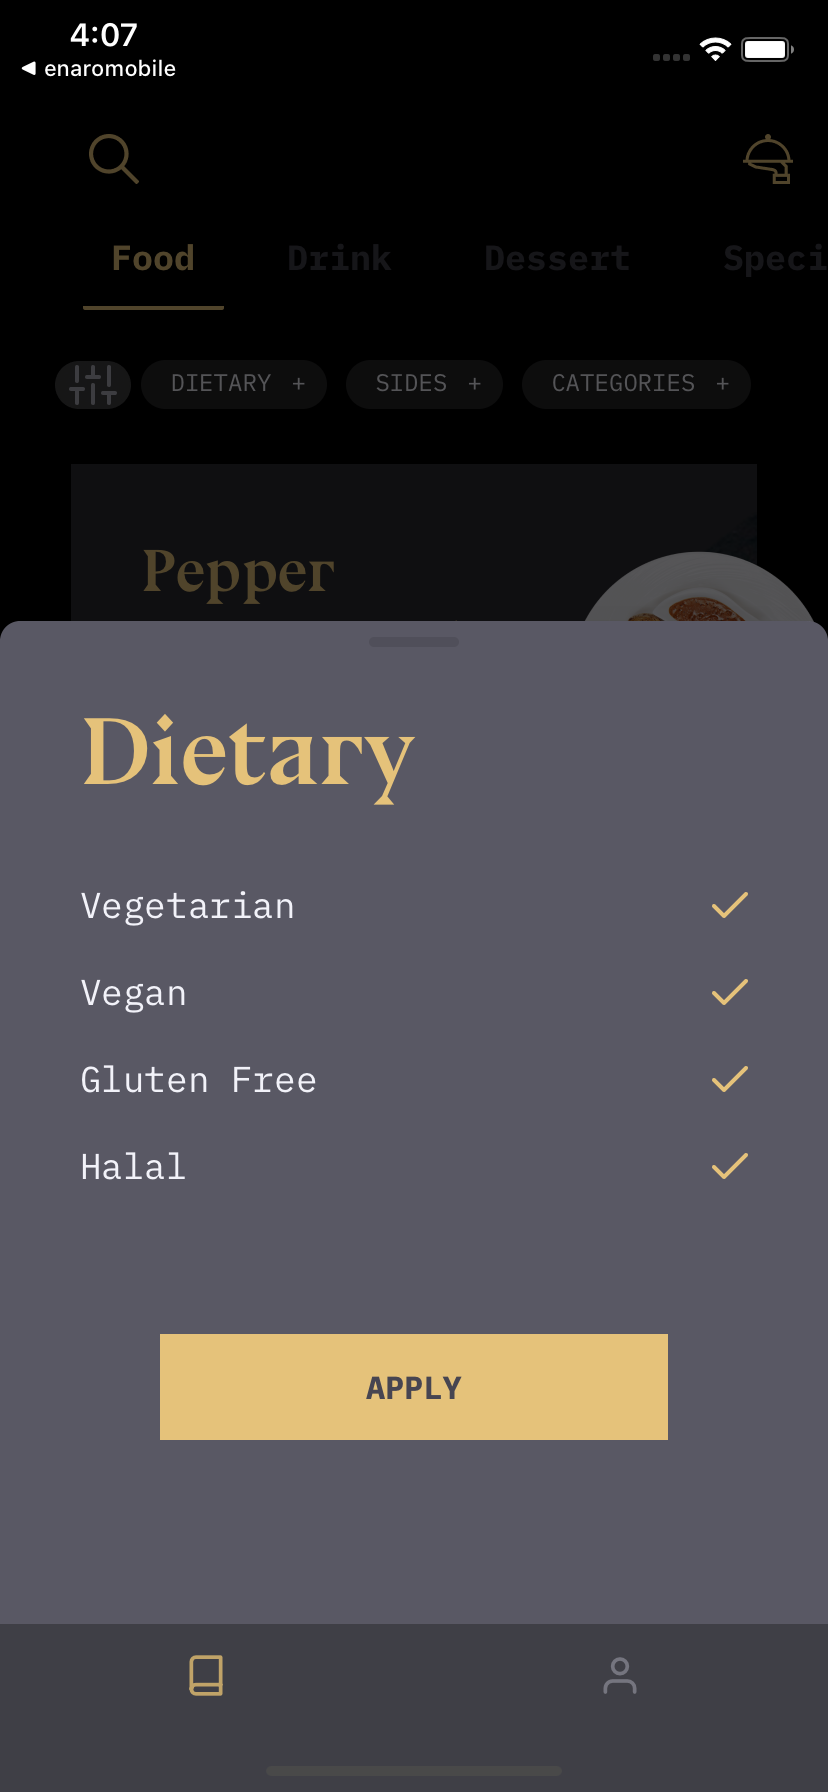 4:07
◀ enaromobile
Food Drink Dessert Speci
DIETARY + SIDES + CATEGORIES +
Pepper
Dietary
Vegetarian
Vegan
Gluten Free
Halal
APPLY